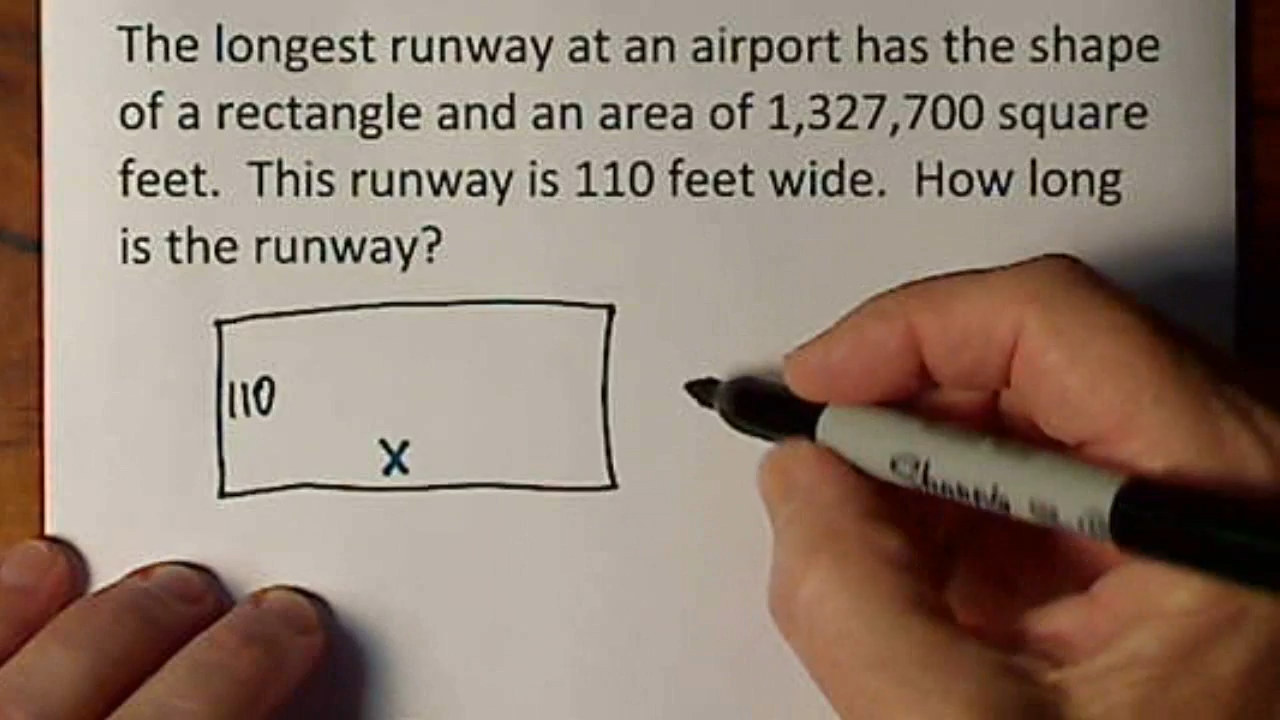 The longest runway at an airport has the shape
of a rectangle and an area of 1,327,700 square
feet. This runway is 110 feet wide. How long
is the runway?
110
x
Sharpie